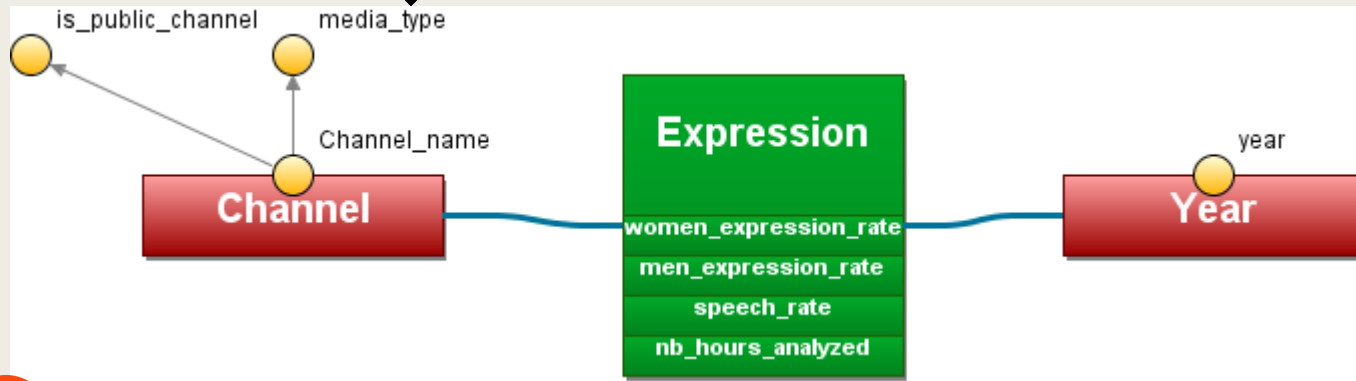 is_public_channel media_type
Channel_name
Channel
Expression
women_expression_rate
men_expression_rate
speech_rate
nb_hours_analyzed
year
Year